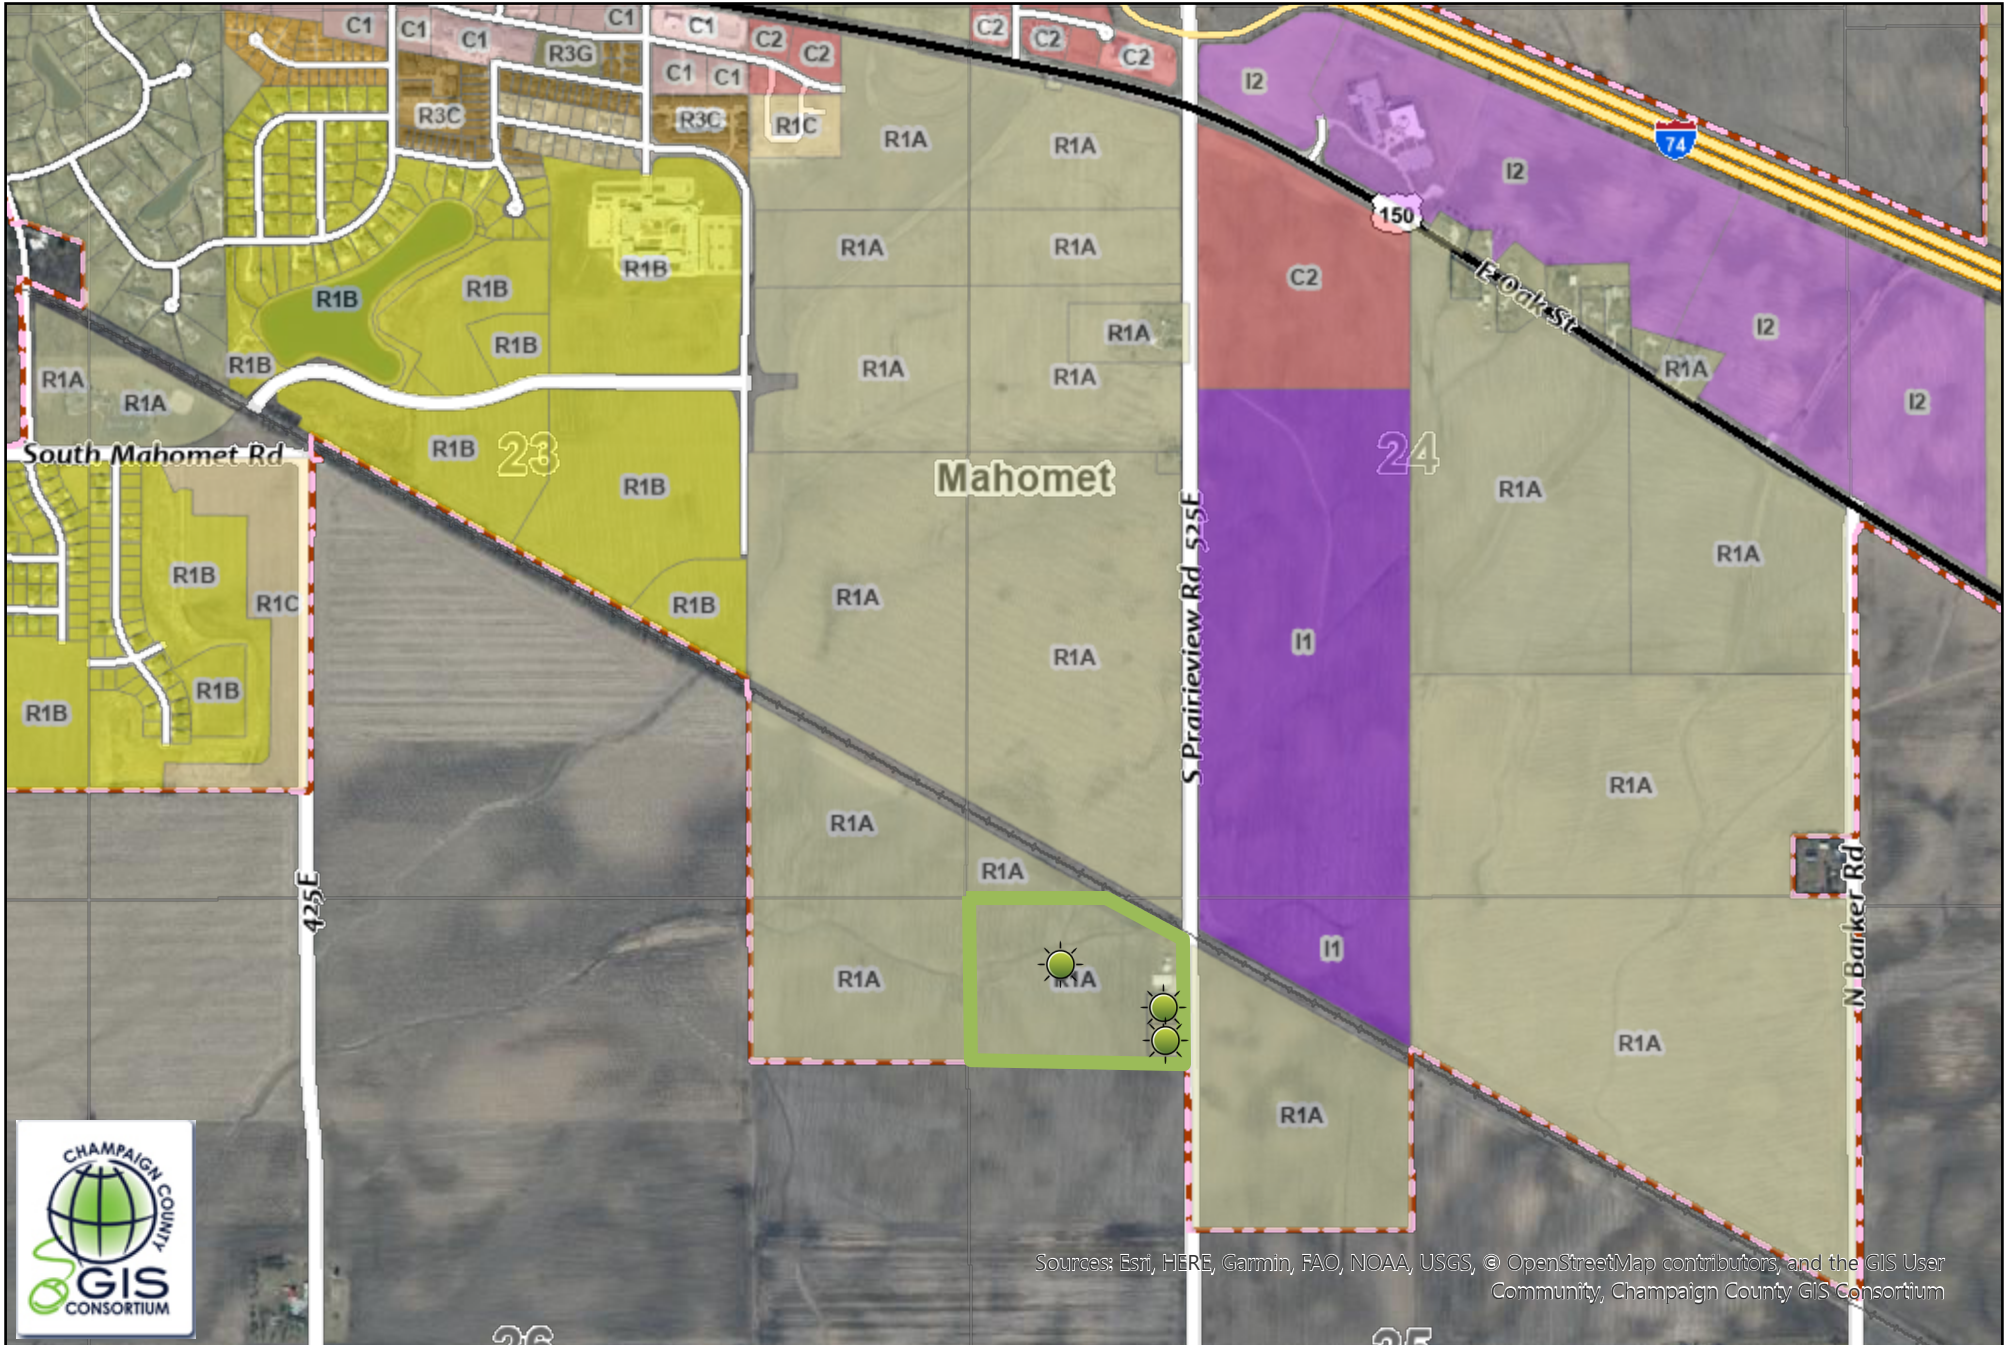 C1
C1
C1
C1
C1
R3G
C2
C2
C1
C1
R3C
R3C
R1C
C2
C2
C2
I2
74
I2
150
R1A
R1A
R1A
R1A
R1B
R1B
R1B
R1B
R1B
C2
E Oak St
I2
R1A
R1A
R1A
R1A
I2
R1A
R1A
South Mahomet Rd
R1B
23
R1B
Mahomet
24
R1A
S Prairieview Rd 525E
R1A
R1B
R1C
R1B
R1A
R1A
I1
R1B
R1B
R1A
R1A
R1A
425E
N Barker Rd
R1A
R1A
I1
R1A
R1A
CHAMPAIGN COUNTY
GIS
CONSORTIUM
Sources: Esri, HERE, Garmin, FAO, NOAA, USGS, © OpenStreetMap contributors, and the GIS User
Community, Champaign County GIS Consortium
26
25